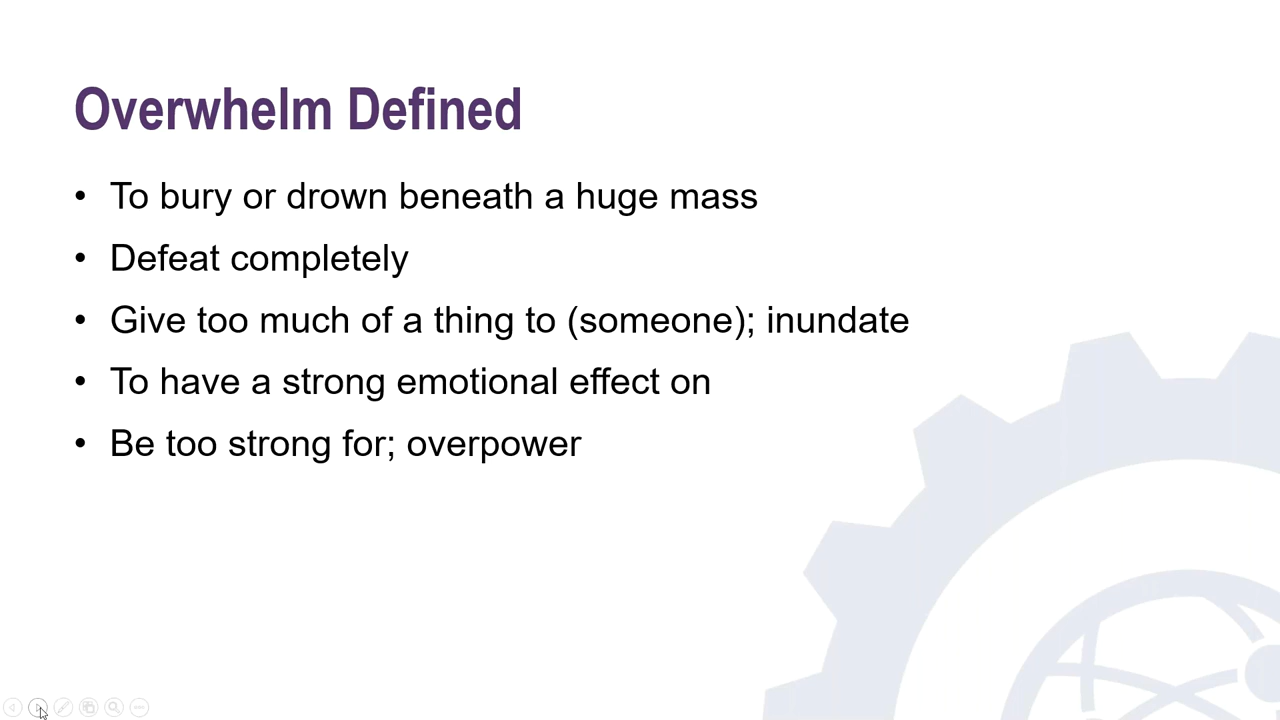 Overwhelm Defined
• To bury or drown beneath a huge mass
• Defeat completely
• Give too much of a thing to (someone); inundate
• To have a strong emotional effect on
• Be too strong for; overpower